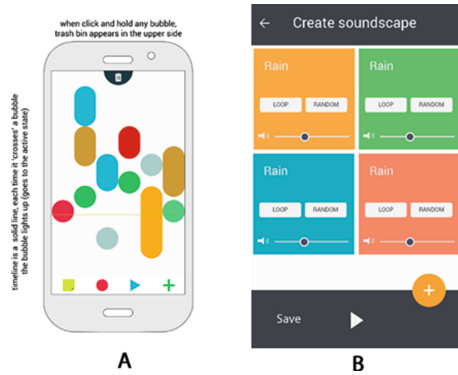 when click and hold any bubble,
trash bin appears in the upper side
timeline is a solid line, each time it 'crosses' a bubble
the bubble lights up (goes to the active state)
A
Create soundscape
Rain
LOOP RANDOM
Rain
LOOP RANDOM
Rain
LOOP RANDOM
Rain
LOOP RANDOM
Save
B